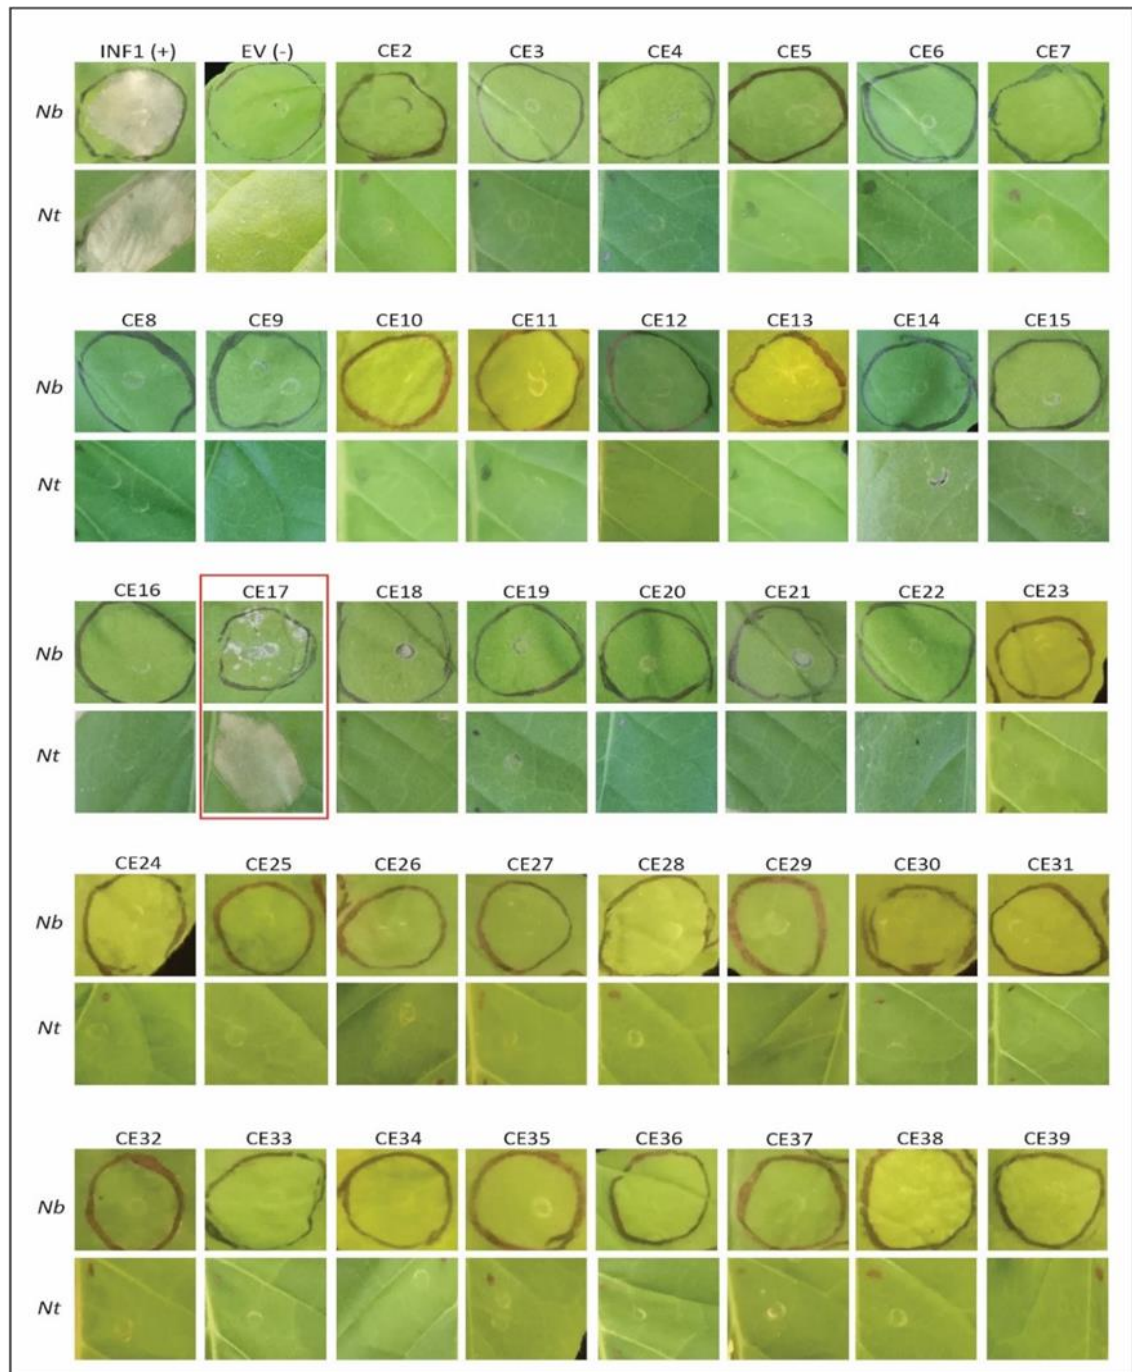 INF1 (+) EV (-) CE2 CE3 CE4 CE5 CE6 CE7
Nb
Nt
CE8 CE9 CE10 CE11 CE12 CE13 CE14 CE15
Nb
Nt
CE16 CE17 CE18 CE19 CE20 CE21 CE22 CE23
Nb
Nt
CE24 CE25 CE26 CE27 CE28 CE29 CE30 CE31
Nb
Nt
CE32 CE33 CE34 CE35 CE36 CE37 CE38 CE39
Nb
Nt